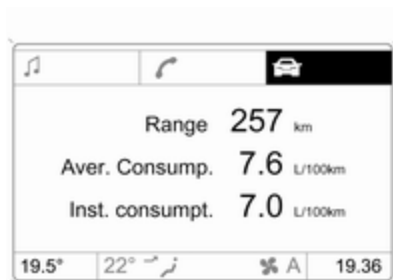 Range 257 km
Aver. Consump. 7.6 L/100km
Inst. consumpt. 7.0 L/100km
19.5° 22° A 19.36